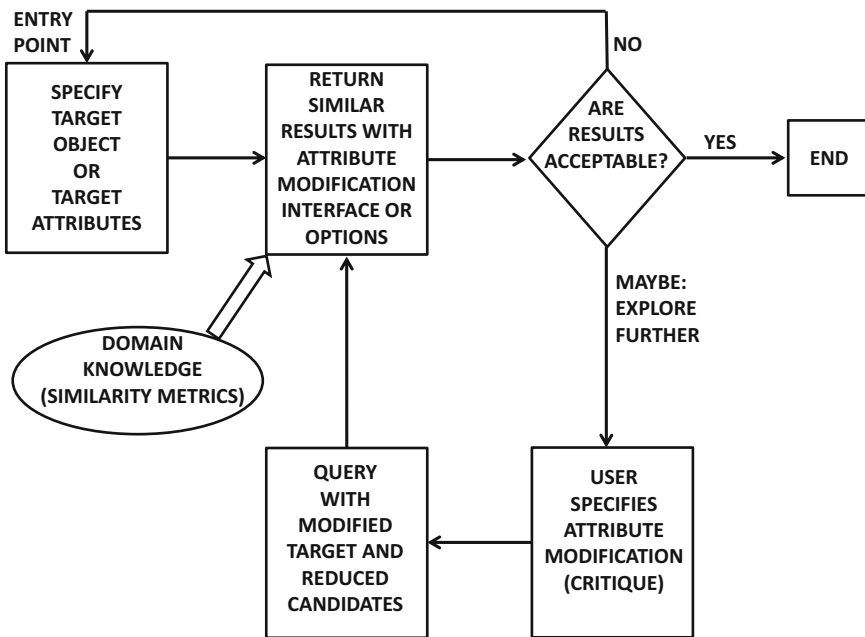 ENTRY
POINT
SPECIFY
TARGET
OBJECT
OR
TARGET
ATTRIBUTES
RETURN
SIMILAR
RESULTS WITH
ATTRIBUTE
MODIFICATION
INTERFACE OR
OPTIONS
NO
ARE
RESULTS
ACCEPTABLE?
YES
END
MAYBE:
EXPLORE
FURTHER
DOMAIN
KNOWLEDGE
(SIMILARITY METRICS)
QUERY
WITH
MODIFIED
TARGET AND
REDUCED
CANDIDATES
USER
SPECIFIES
ATTRIBUTE
MODIFICATION
(CRITIQUE)